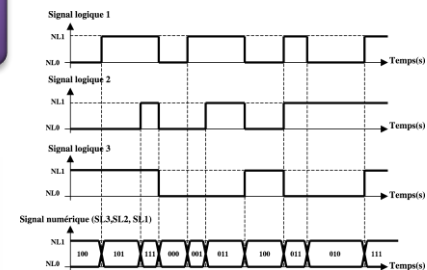 Signal logique 1
NL1
NL0
Temps(s)
Signal logique 2
NL1
NL0
Temps(s)
Signal logique 3
NL1
NL0
Temps(s)
Signal numérique (SL3,SL2, SL1)
NL1
100 101 111 000 001 011 100 011 010 111
NL0
Temps(s)